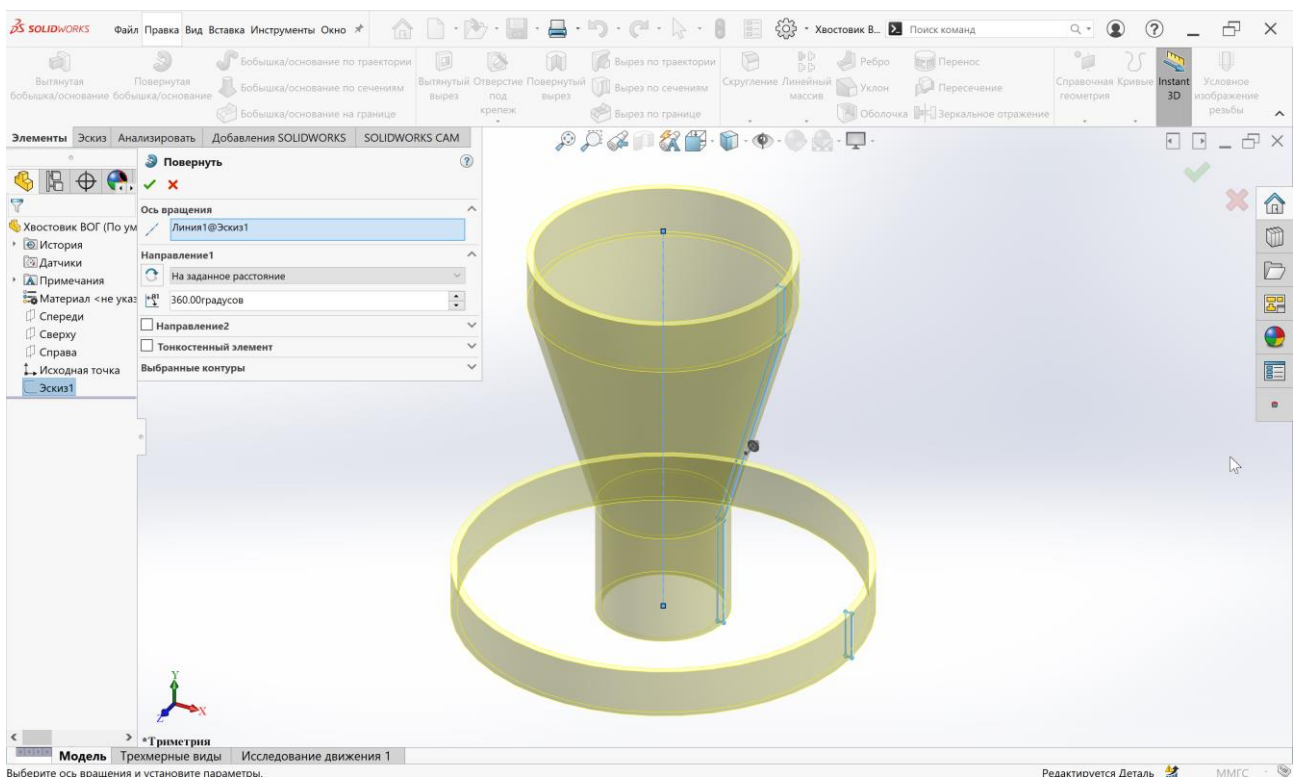 SOLIDWORKS Файл Правка Вид Вставка Инструменты Окно Хвостовик В... Поиск команд
Вытянутая бобышка/основание
Повернутая бобышка/основание
Бобышка/основание по траектории
Бобышка/основание по сечениям
Бобышка/основание на границе
Вытянутый вырез
Отверстие под крепеж
Повернутый вырез
Вырез по траектории
Вырез по сечениям
Вырез по границе
Скругление
Линейный массив
Ребро
Уклон
Оболочка
Перенос
Пересечение
Зеркальное отражение
Справочная геометрия
Кривые
Instant 3D
Условное изображение резьбы
Элементы Эскиз Анализировать Добавления SOLIDWORKS SOLIDWORKS CAM
Хвостовик ВОГ (По ум
История
Датчики
Примечания
Материал <не указ
Спереди
Сверху
Справа
Исходная точка
Эскиз1
Повернуть
Ось вращения
Линия1@Эскиз1
Направление1
На заданное расстояние
360.00градусов
Направление2
Тонкостенный элемент
Выбранные контуры
Y
X
Z
*Триметрия
Модель Трехмерные виды Исследование движения 1
Выберите ось вращения и установите параметры. Редактируется Деталь ММГС